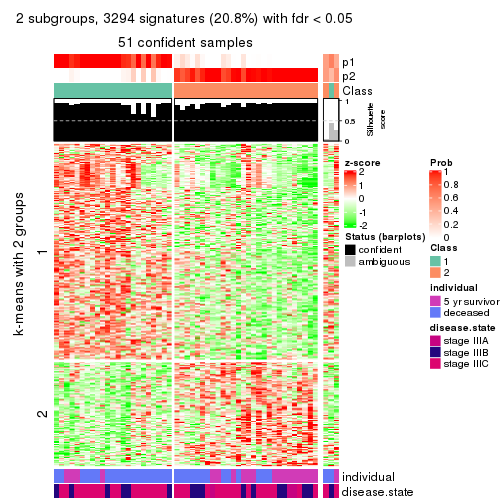 2 subgroups, 3294 signatures (20.8%) with fdr < 0.05
51 confident samples
p1
p2
Class
1
0.5
0
Silhouette
score
k-means with 2 groups
1
2
z-score
2
1
0
-1
-2
Prob
1
0.8
0.6
0.4
0.2
0
Status (barplots)
confident
ambiguous
Class
1
2
individual
5 yr survivor
deceased
disease.state
stage IIIA
stage IIIB
stage IIIC
individual
disease.state